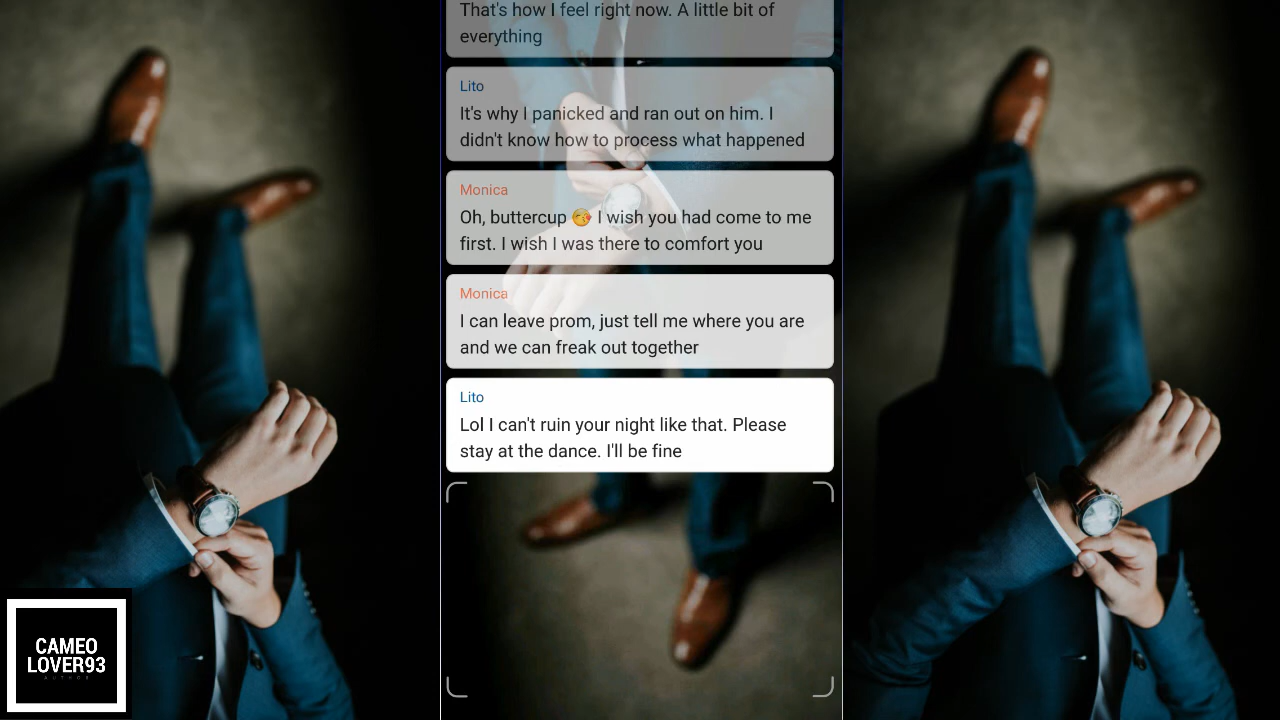 That's how I feel right now. A little bit of
everything
Lito
It's why I panicked and ran out on him. I
didn't know how to process what happened
Monica
Oh, buttercup 😘 I wish you had come to me
first. I wish I was there to comfort you
Monica
I can leave prom, just tell me where you are
and we can freak out together
Lito
Lol I can't ruin your night like that. Please
stay at the dance. I'll be fine
CAMEO
LOVER93
AUTHOR